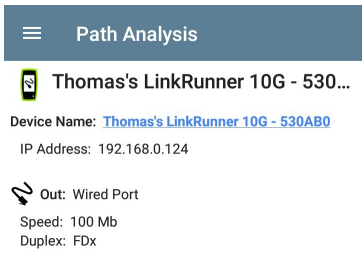 Path Analysis
Thomas's LinkRunner 10G - 530...
Device Name: Thomas's LinkRunner 10G - 530AB0
IP Address: 192.168.0.124
Out: Wired Port
Speed: 100 Mb
Duplex: FDx